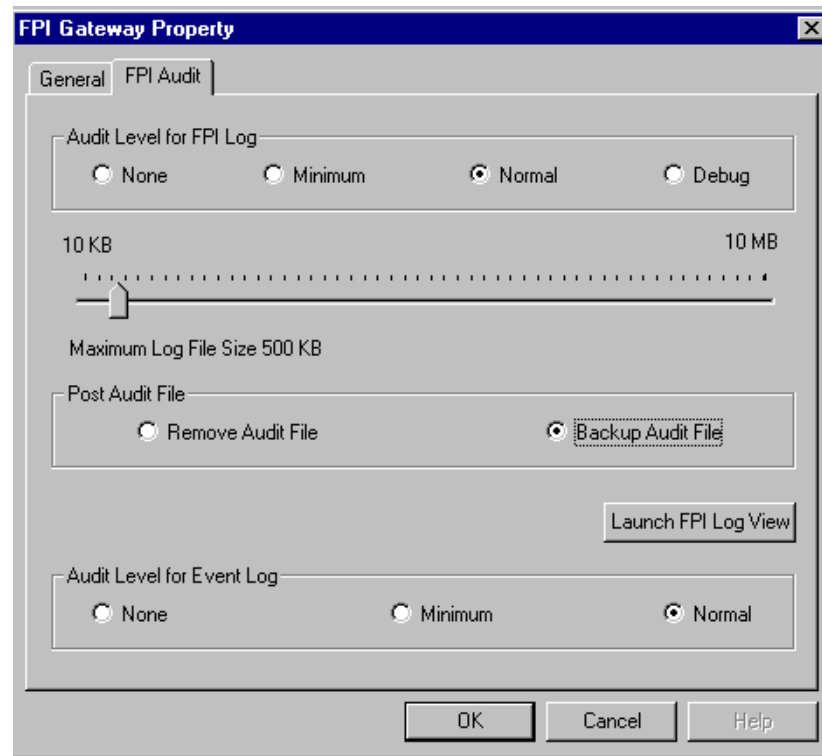 FPI Gateway Property
General FPI Audit
Audit Level for FPI Log
None Minimum Normal Debug
10 KB 10 MB
Maximum Log File Size 500 KB
Post Audit File
Remove Audit File Backup Audit File
Launch FPI Log View
Audit Level for Event Log
None Minimum Normal
OK Cancel Help